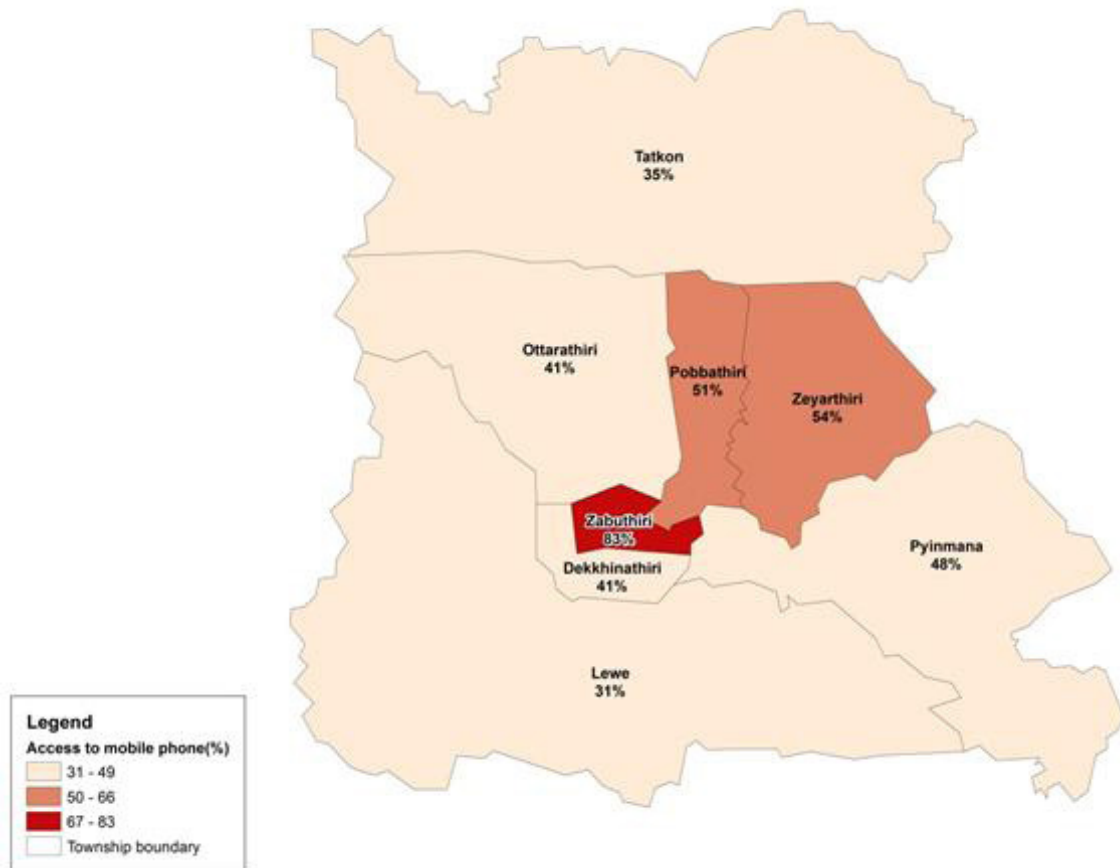 Tatkon
35%
Ottarathiri
41%
Pobbathiri
51%
Zeyarthiri
54%
Zabuthiri
83%
Dekkhinathiri
41%
Pyinmana
48%
Lewe
31%
Legend
Access to mobile phone(%)
31 - 49
50 - 66
67 - 83
Township boundary